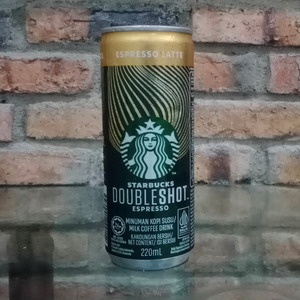 ESPRESSO LATTE
STARBUCKS
DOUBLESHOT
ESPRESSO
MINUMAN KOPI SUSU/
MILK COFFEE DRINK
KANDUNGAN BERSIH/
NET CONTENT/ ISI BERSIH
220mL